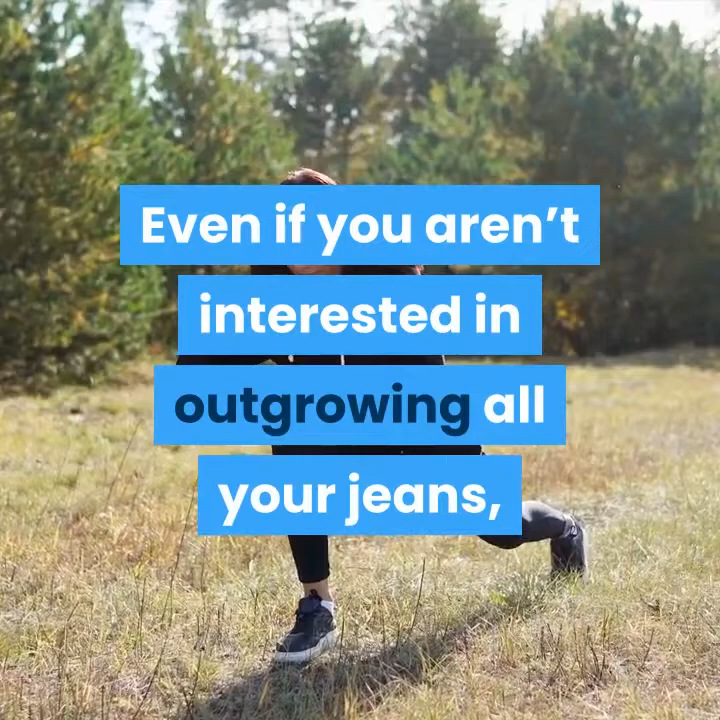 Even if you aren’t
interested in
outgrowing all
your jeans,